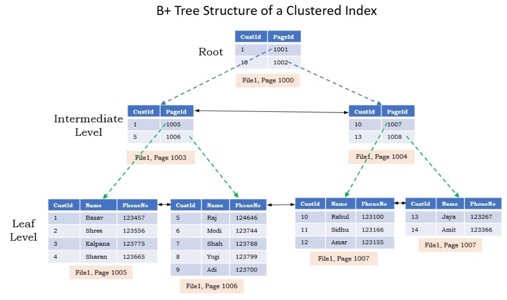 B+ Tree Structure of a Clustered Index
Root
CustId PageId
1 1001
10 1002
File1, Page 1000
Intermediate
Level
CustId PageId
1 1005
5 1006
File1, Page 1003
CustId PageId
10 1007
13 1008
File1, Page 1004
Leaf
Level
CustId Name PhoneNo
1 Basav 123457
2 Shree 123556
3 Kalpana 123775
4 Sharan 123665
File1, Page 1005
CustId Name PhoneNo
5 Raj 124646
6 Modi 123744
7 Shah 123788
8 Yogi 123799
9 Adi 123700
File1, Page 1006
CustId Name PhoneNo
10 Rahul 123100
11 Sidhu 123166
12 Amar 123155
File1, Page 1007
CustId Name PhoneNo
13 Jaya 123267
14 Amit 123366
File1, Page 1007